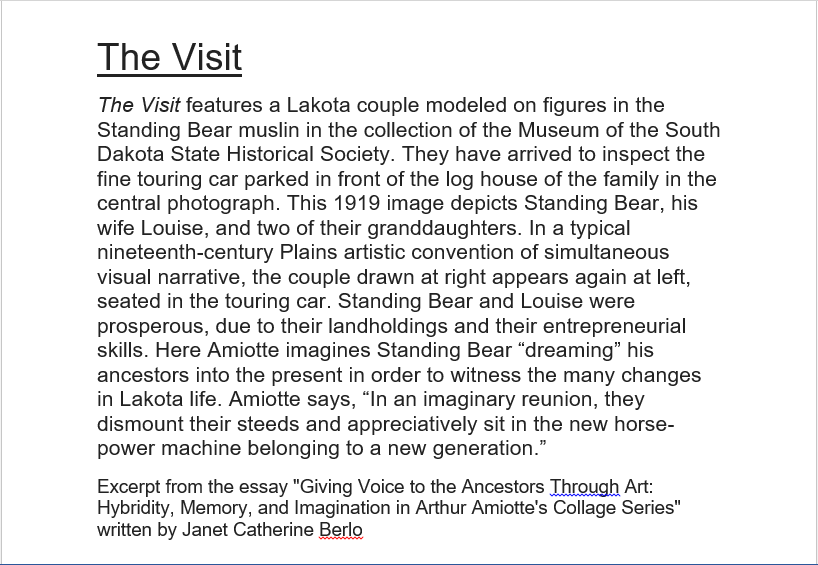 The Visit
The Visit features a Lakota couple modeled on figures in the
Standing Bear muslin in the collection of the Museum of the South
Dakota State Historical Society. They have arrived to inspect the
fine touring car parked in front of the log house of the family in the
central photograph. This 1919 image depicts Standing Bear, his
wife Louise, and two of their granddaughters. In a typical
nineteenth-century Plains artistic convention of simultaneous
visual narrative, the couple drawn at right appears again at left,
seated in the touring car. Standing Bear and Louise were
prosperous, due to their landholdings and their entrepreneurial
skills. Here Amiotte imagines Standing Bear “dreaming” his
ancestors into the present in order to witness the many changes
in Lakota life. Amiotte says, “In an imaginary reunion, they
dismount their steeds and appreciatively sit in the new horse-
power machine belonging to a new generation.”
Excerpt from the essay "Giving Voice to the Ancestors Through Art:
Hybridity, Memory, and Imagination in Arthur Amiotte's Collage Series"
written by Janet Catherine Berlo